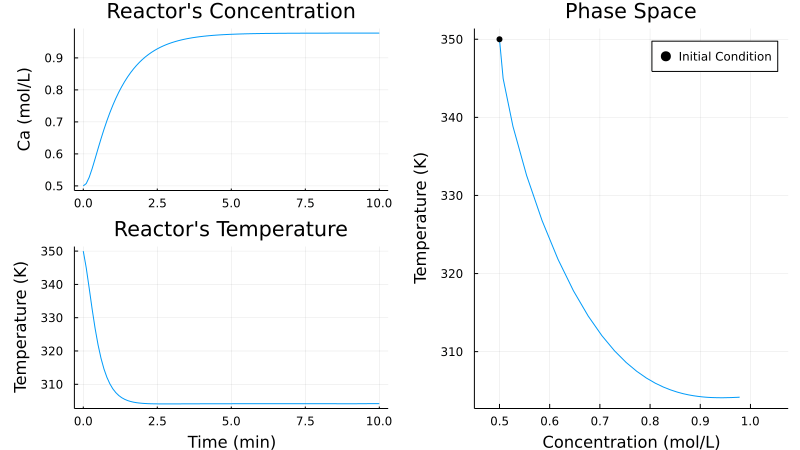 Reactor's Concentration
Ca (mol/L)
0.9
0.8
0.7
0.6
0.5
0.0 2.5 5.0 7.5 10.0
Reactor's Temperature
Temperature (K)
350
340
330
320
310
0.0 2.5 5.0 7.5 10.0
Time (min)
Phase Space
Initial Condition
Temperature (K)
350
340
330
320
310
0.5 0.6 0.7 0.8 0.9 1.0
Concentration (mol/L)